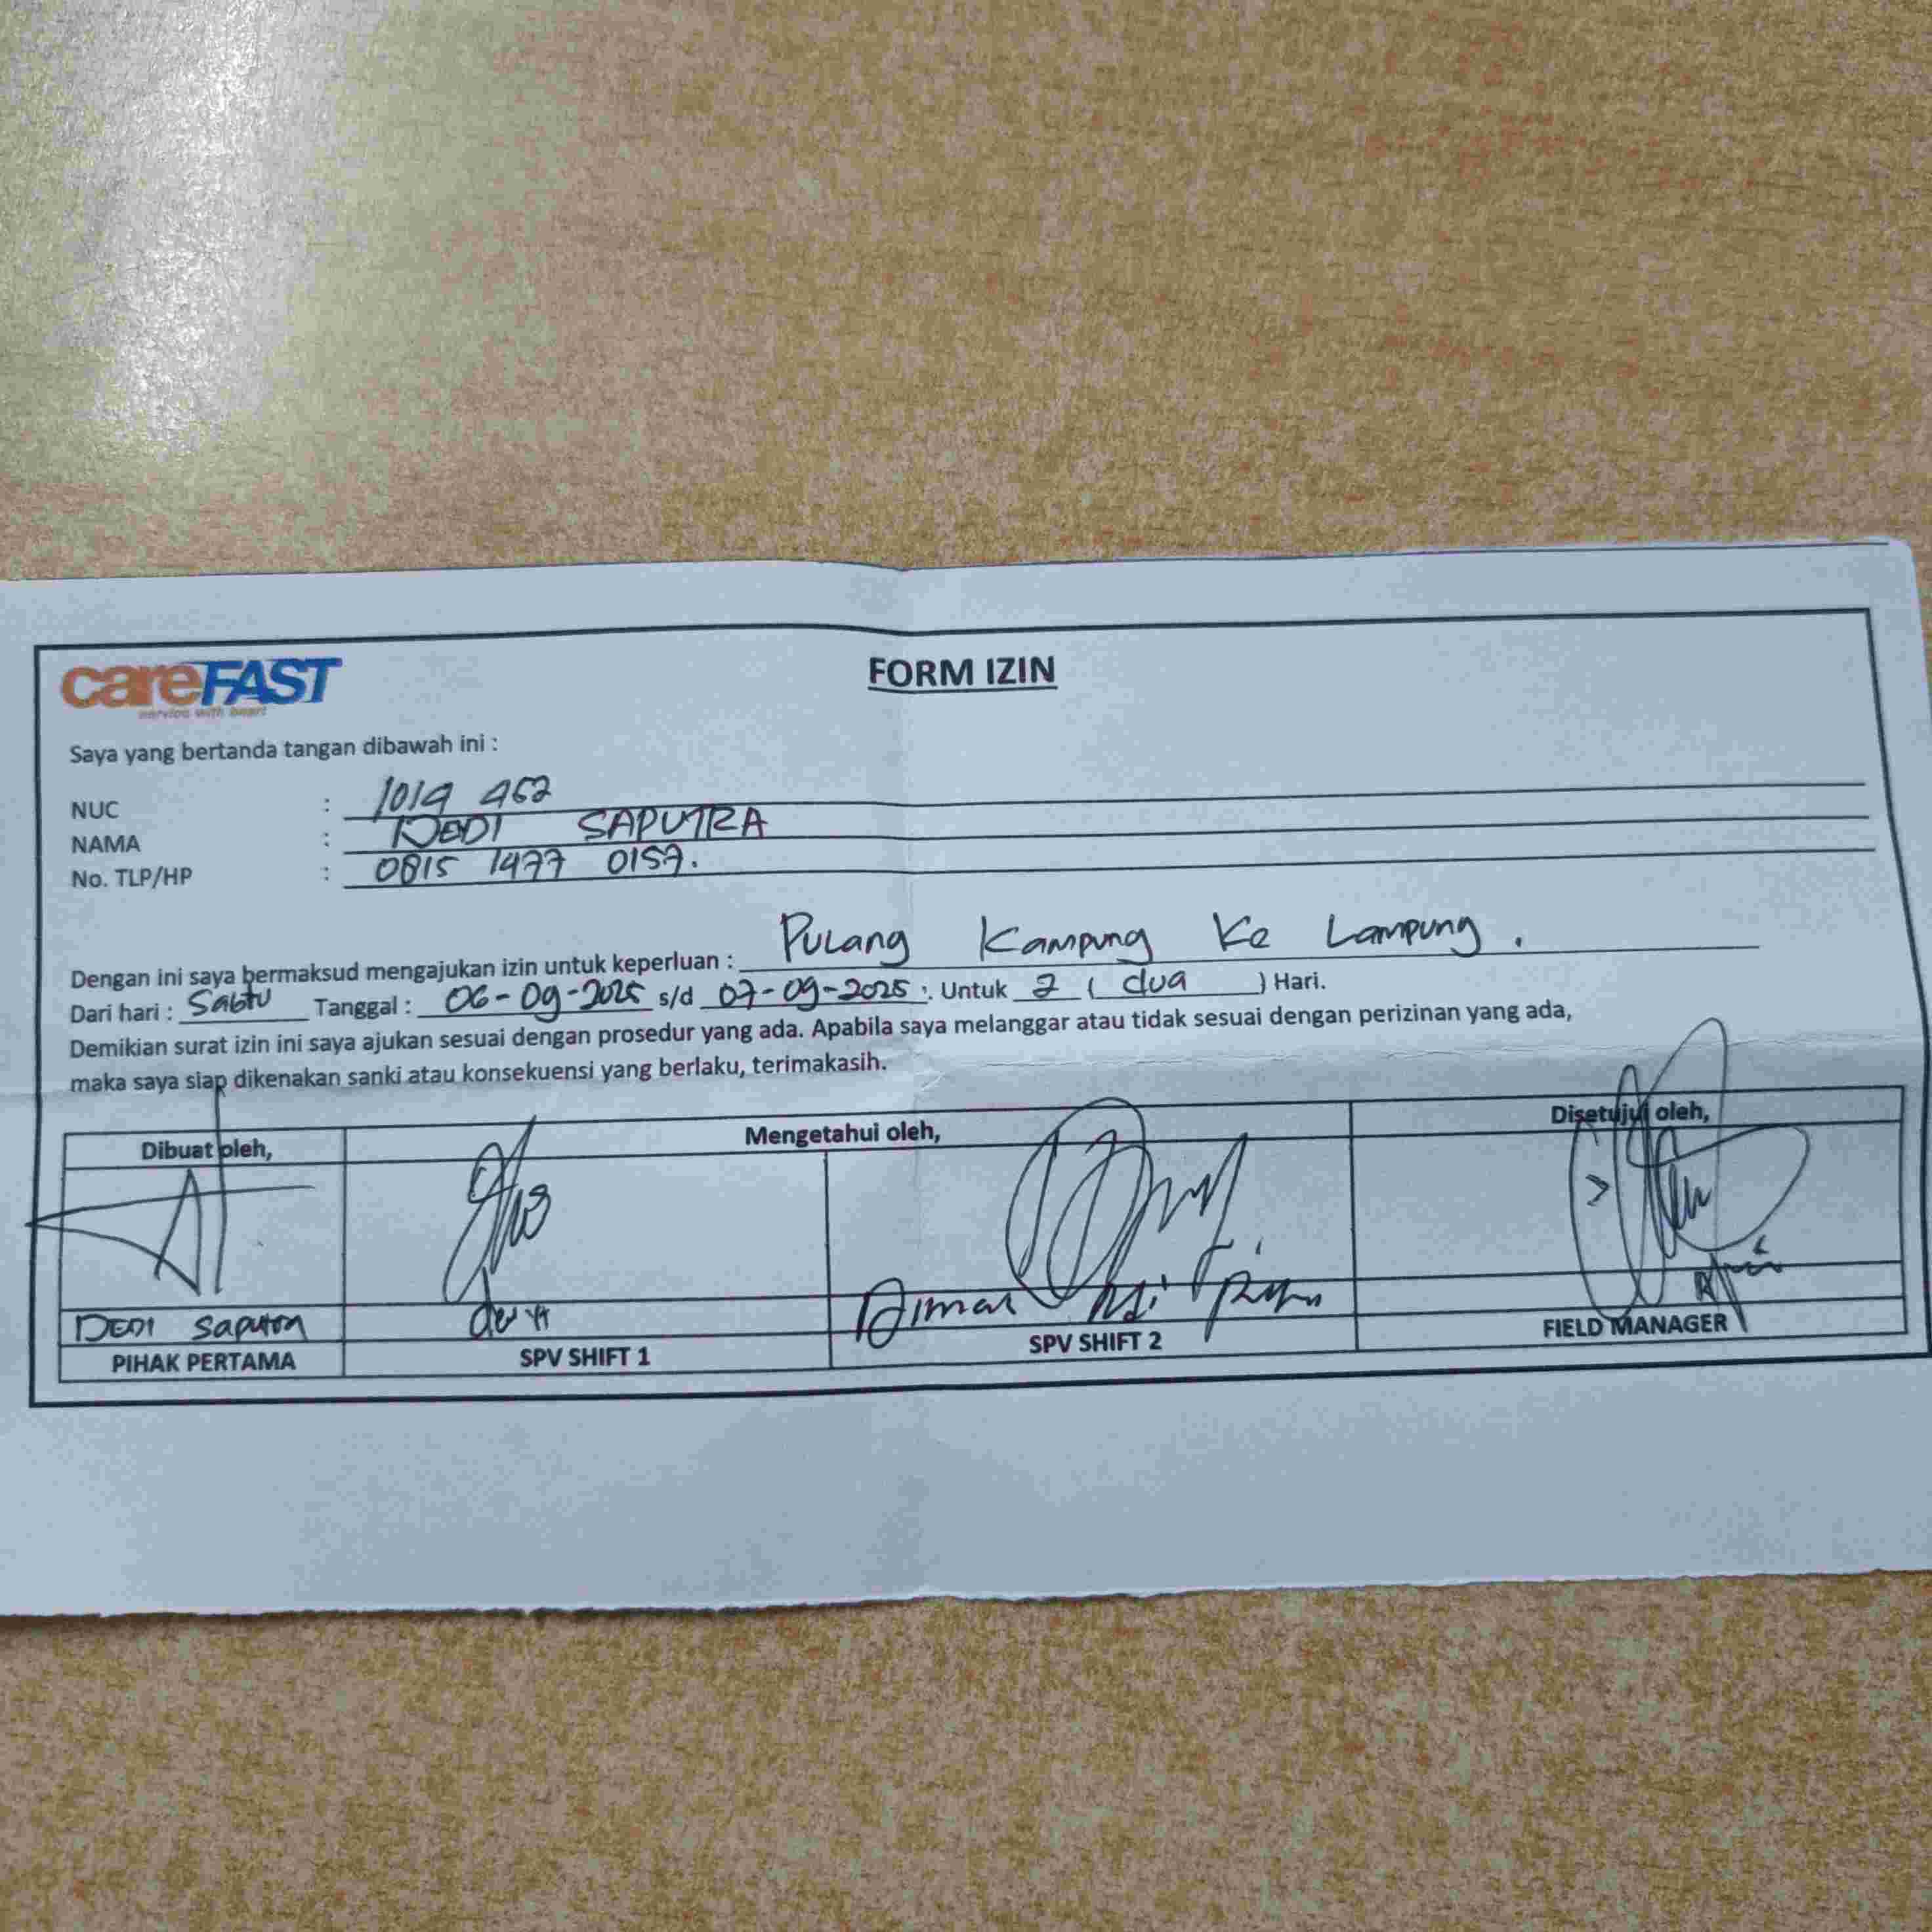 careFAST
service with heart
FORM IZIN
Saya yang bertanda tangan dibawah ini :
NUC : 1019 962
NAMA : DEDI SAPUTRA
No. TLP/HP : 0815 1477 0157.
Dengan ini saya bermaksud mengajukan izin untuk keperluan : Pulang Kampung Ke Lampung.
Dari hari : Sabtu Tanggal : 06-09-2025 s/d 07-09-2025. Untuk 2 ( dua ) Hari.
Demikian surat izin ini saya ajukan sesuai dengan prosedur yang ada. Apabila saya melanggar atau tidak sesuai dengan perizinan yang ada,
maka saya siap dikenakan sanki atau konsekuensi yang berlaku, terimakasih.
Dibuat oleh, Mengetahui oleh, Disetujui oleh,
DEDI Saputra Dimas
PIHAK PERTAMA SPV SHIFT 1 SPV SHIFT 2 FIELD MANAGER